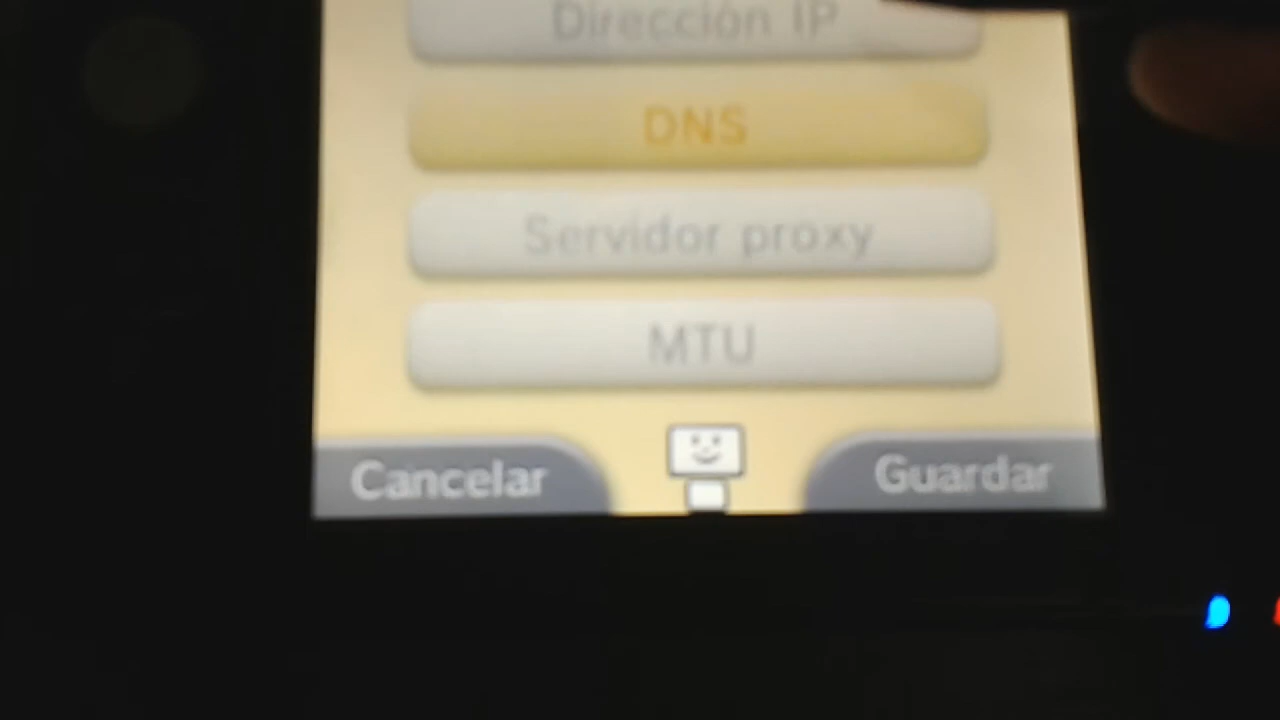 Dirección IP
DNS
Servidor proxy
MTU
Cancelar
Guardar